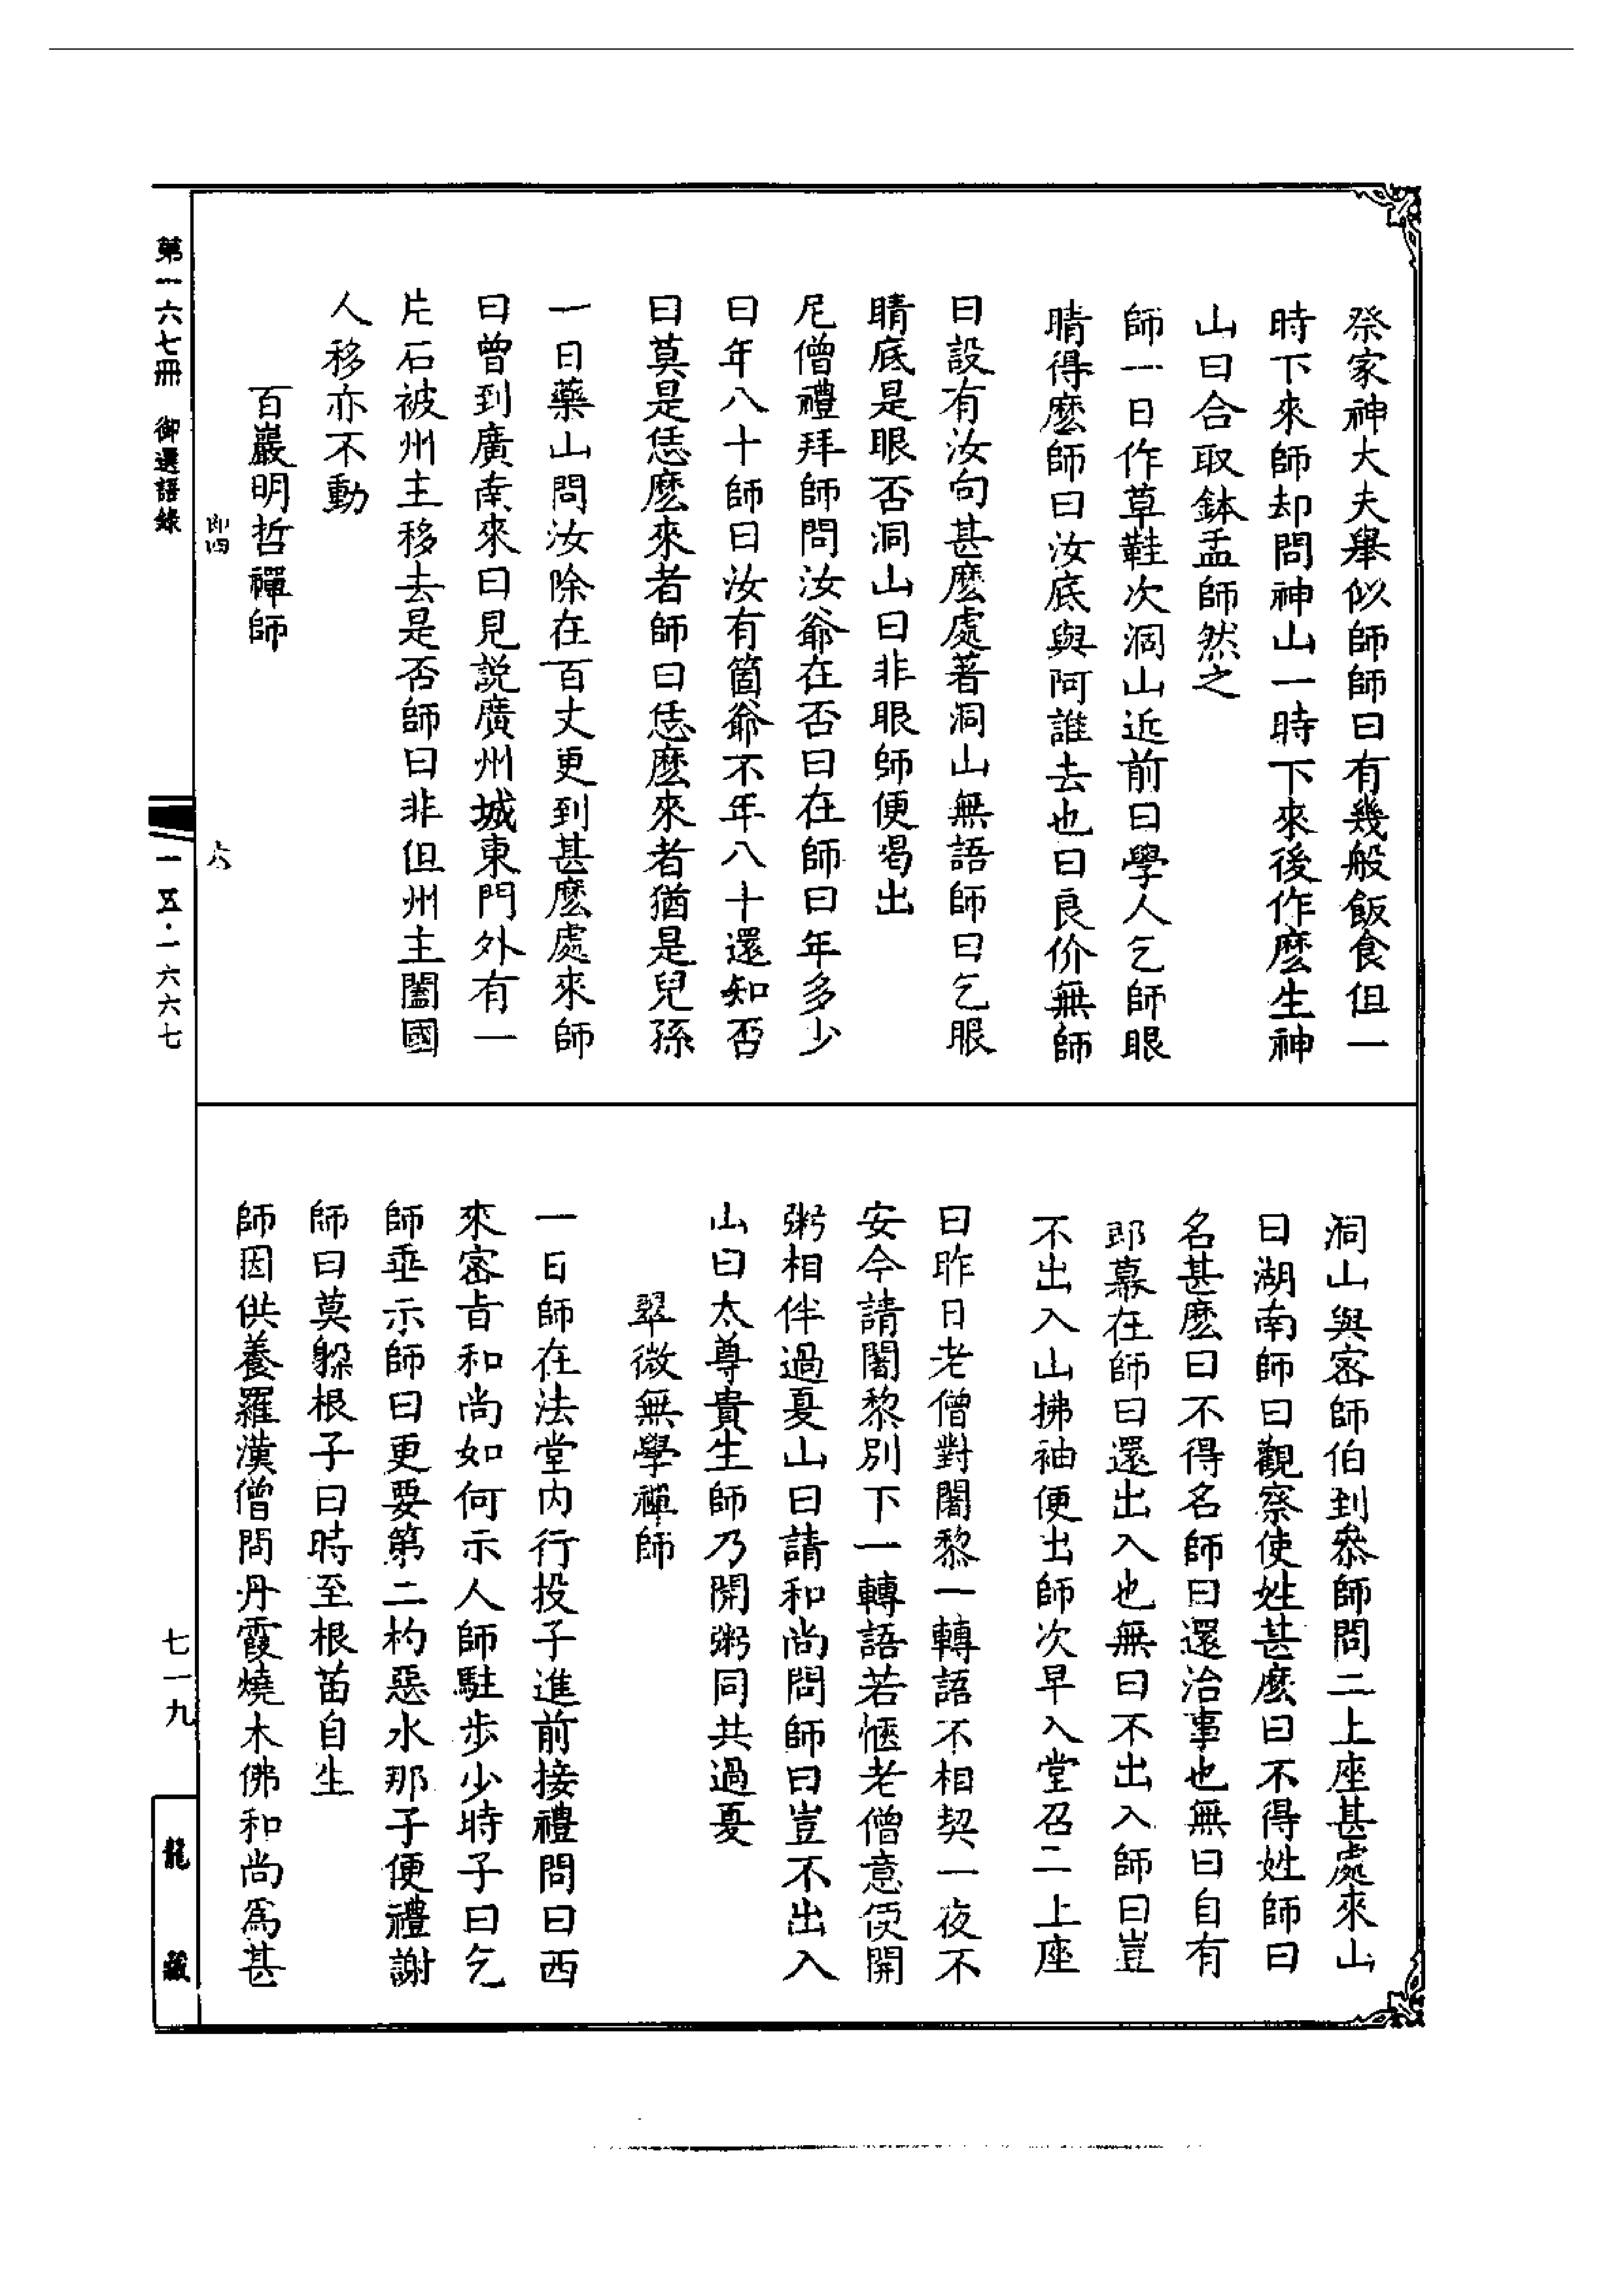 祭家神大夫舉似師師曰有幾般飯食但一
時下來師却問神山一時下來後作麼生神
山曰合取鉢盂師然之
師一日作草鞋次洞山近前曰學人乞師眼
睛得麼師曰汝底與阿誰去也曰良价無師
曰設有汝向甚麼處著洞山無語師曰乞眼
睛底是眼否洞山曰非眼師便喝出
尼僧禮拜師問汝爺在否曰在師曰年多少
曰年八十師曰汝有箇爺不年八十還知否
曰莫是恁麼來者師曰恁麼來者猶是兒孫
一日藥山問汝除在百丈更到甚麼處來師
曰曾到廣南來曰見説廣州城東門外有一
片石被州主移去是否師曰非但州主闔國
人移亦不動
百巖明哲禪師
即四
六
洞山與密師伯到叅師問二上座甚處來山
曰湖南師曰觀察使姓甚麼曰不得姓師曰
名甚麼曰不得名師曰還治事也無曰自有
郎幕在師曰還出入也無曰不出入師曰豈
不出入山拂袖便出師次早入堂召二上座
曰昨日老僧對闍黎一轉語不相契一夜不
安今請闍黎別下一轉語若愜老僧意便開
粥相伴過夏山曰請和尚問師曰豈不出入
山曰太尊貴生師乃開粥同共過夏
翠微無學禪師
一日師在法堂内行投子進前接禮問曰西
來密旨和尚如何示人師駐步少時子曰乞
師垂示師曰更要第二杓惡水那子便禮謝
師曰莫躲根子曰時至根苗自生
師因供養羅漢僧問丹霞燒木佛和尚爲甚
第一六七冊 御選語錄
一五·一六六七
七一九
龍藏